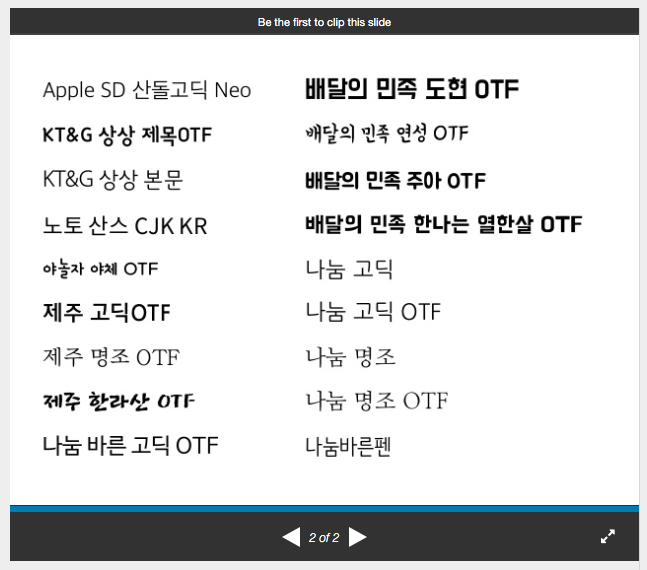 Be the first to clip this slide
Apple SD 산돌고딕 Neo
KT&G 상상 제목OTF
KT&G 상상 본문
노토 산스 CJK KR
야놀자 야체 OTF
제주 고딕OTF
제주 명조 OTF
제주 한라산 OTF
나눔 바른 고딕 OTF
배달의 민족 도현 OTF
배달의 민족 연성 OTF
배달의 민족 주아 OTF
배달의 민족 한나는 열한살 OTF
나눔 고딕
나눔 고딕 OTF
나눔 명조
나눔 명조 OTF
나눔바른펜
2 of 2